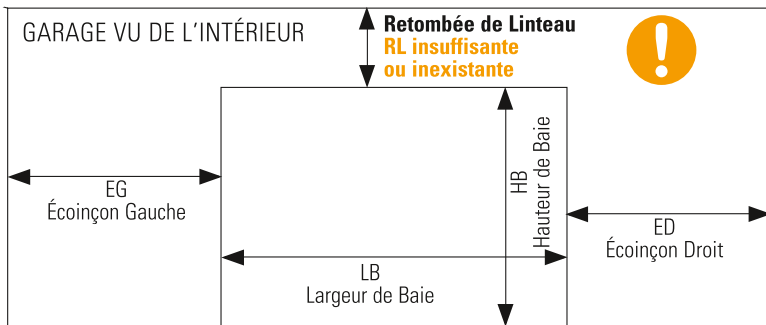 GARAGE VU DE L'INTÉRIEUR
Retombée de Linteau
RL insuffisante
ou inexistante
!
EG
Écoinçon Gauche
HB
Hauteur de Baie
ED
Écoinçon Droit
LB
Largeur de Baie